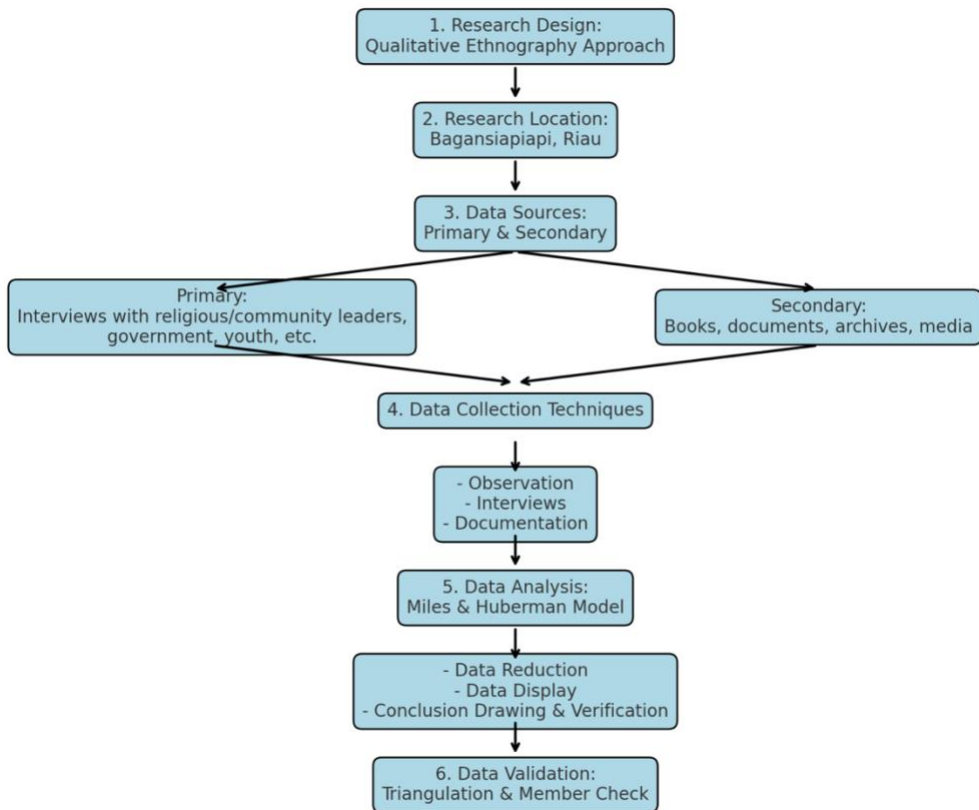 1. Research Design:
Qualitative Ethnography Approach
2. Research Location:
Bagansiapiapi, Riau
3. Data Sources:
Primary & Secondary
Primary:
Interviews with religious/community leaders,
government, youth, etc.
Secondary:
Books, documents, archives, media
4. Data Collection Techniques
- Observation
- Interviews
- Documentation
5. Data Analysis:
Miles & Huberman Model
- Data Reduction
- Data Display
- Conclusion Drawing & Verification
6. Data Validation:
Triangulation & Member Check